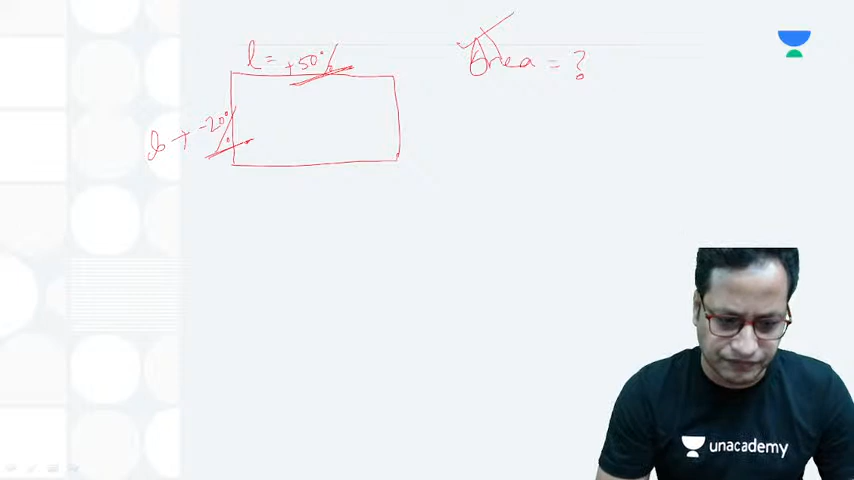 l = +50%
Area = ?
b + -20%
unacademy